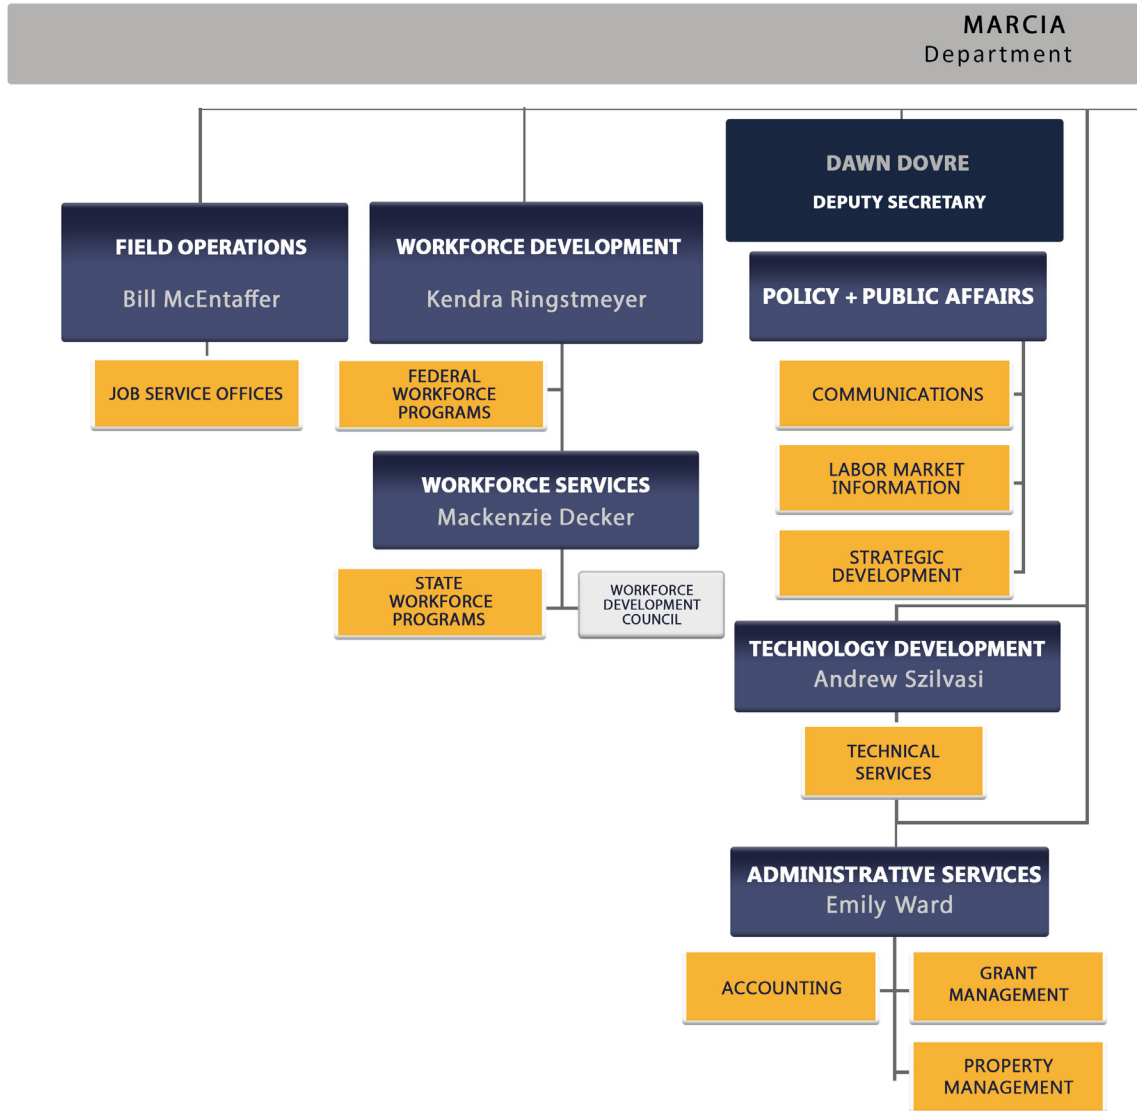 MARCIA
Department
DAWN DOVRE
DEPUTY SECRETARY
FIELD OPERATIONS
Bill McEntaffer
WORKFORCE DEVELOPMENT
Kendra Ringstmeyer
POLICY + PUBLIC AFFAIRS
JOB SERVICE OFFICES
FEDERAL
WORKFORCE
PROGRAMS
COMMUNICATIONS
WORKFORCE SERVICES
Mackenzie Decker
LABOR MARKET
INFORMATION
STATE
WORKFORCE
PROGRAMS
WORKFORCE
DEVELOPMENT
COUNCIL
STRATEGIC
DEVELOPMENT
TECHNOLOGY DEVELOPMENT
Andrew Szilvasi
TECHNICAL
SERVICES
ADMINISTRATIVE SERVICES
Emily Ward
ACCOUNTING
GRANT
MANAGEMENT
PROPERTY
MANAGEMENT